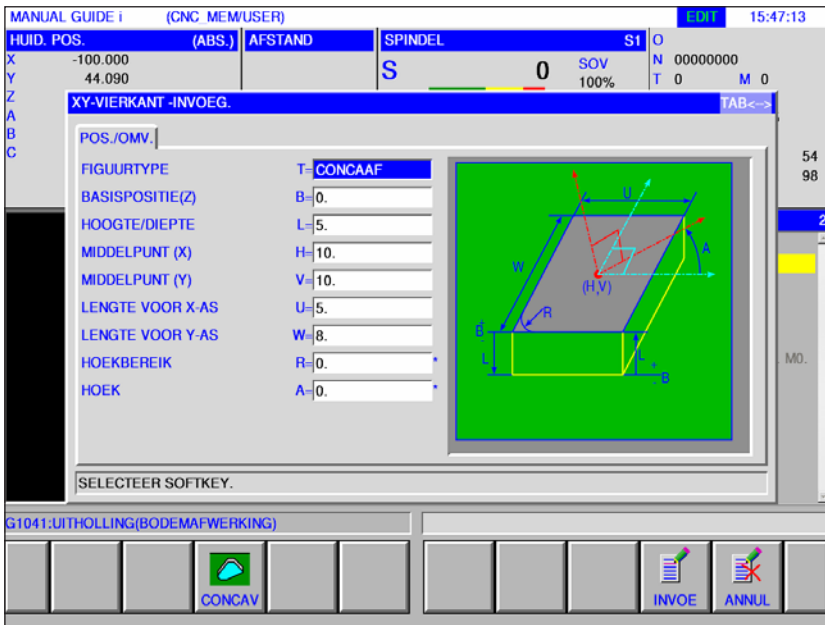 MANUAL GUIDE i (CNC_MEM/USER) EDIT 15:47:13
HUID. POS. (ABS.) AFSTAND SPINDEL S1 O
X -100.000 S 0 SOV 100% N 00000000
Y 44.090 T 0 M 0
Z
A
B
C
54
98
2
XY-VIERKANT -INVOEG. TAB<-->
POS./OMV.
FIGUURTYPE T= CONCAAF
BASISPOSITIE(Z) B= 0.
HOOGTE/DIEPTE L= 5.
MIDDELPUNT (X) H= 10.
MIDDELPUNT (Y) V= 10.
LENGTE VOOR X-AS U= 5.
LENGTE VOOR Y-AS W= 8.
HOEKBEREIK R= 0. *
HOEK A= 0. *
U
A
W
(H,V)
R
B + -
L
L
+ - B
M0.
SELECTEER SOFTKEY.
G1041:UITHOLLING(BODEMAFWERKING)
CONCAV INVOE ANNUL